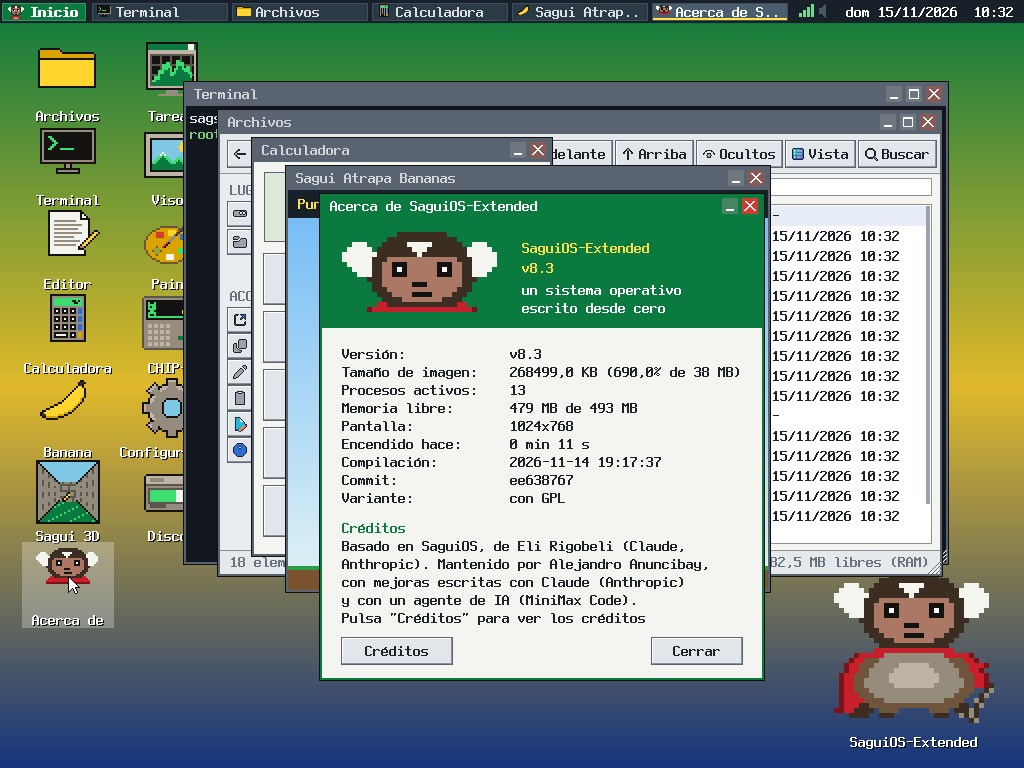 Inicio
Terminal
Archivos
Calculadora
Sagui Atrap..
Acerca de S..
dom 15/11/2026 10:32
Archivos
Terminal
Editor
Calculadora
Banana
Sagui 3D
Acerca de
Terminal
Archivos
Arriba
Ocultos
Vista
Buscar
Calculadora
Sagui Atrapa Bananas
Acerca de SaguiOS-Extended
SaguiOS-Extended
v8.3
un sistema operativo
escrito desde cero
Versión: v8.3
Tamaño de imagen: 268499,0 KB (690,0% de 38 MB)
Procesos activos: 13
Memoria libre: 479 MB de 493 MB
Pantalla: 1024x768
Encendido hace: 0 min 11 s
Compilación: 2026-11-14 19:17:37
Commit: ee638767
Variante: con GPL
Créditos
Basado en SaguiOS, de Eli Rigobeli (Claude,
Anthropic). Mantenido por Alejandro Anuncibay,
con mejoras escritas con Claude (Anthropic)
y con un agente de IA (MiniMax Code).
Pulsa "Créditos" para ver los créditos
Créditos
Cerrar
–
15/11/2026 10:32
15/11/2026 10:32
15/11/2026 10:32
15/11/2026 10:32
15/11/2026 10:32
15/11/2026 10:32
15/11/2026 10:32
15/11/2026 10:32
15/11/2026 10:32
–
15/11/2026 10:32
15/11/2026 10:32
15/11/2026 10:32
15/11/2026 10:32
15/11/2026 10:32
18 elem
82,5 MB libres (RAM)
SaguiOS-Extended